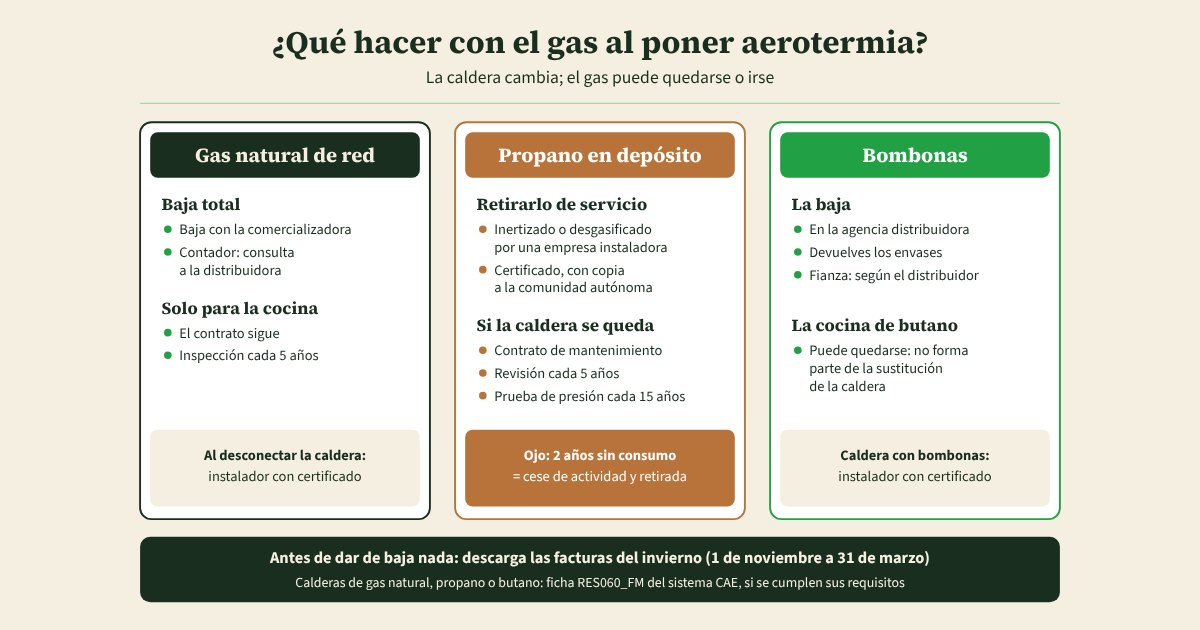 ¿Qué hacer con el gas al poner aerotermia?
La caldera cambia; el gas puede quedarse o irse
Gas natural de red
Baja total
Baja con la comercializadora
Contador: consulta
a la distribuidora
Solo para la cocina
El contrato sigue
Inspección cada 5 años
Al desconectar la caldera:
instalador con certificado
Propano en depósito
Retirarlo de servicio
Inertizado o desgasificado
por una empresa instaladora
Certificado, con copia
a la comunidad autónoma
Si la caldera se queda
Contrato de mantenimiento
Revisión cada 5 años
Prueba de presión cada 15 años
Ojo: 2 años sin consumo
= cese de actividad y retirada
Bombonas
La baja
En la agencia distribuidora
Devuelves los envases
Fianza: según el distribuidor
La cocina de butano
Puede quedarse: no forma
parte de la sustitución
de la caldera
Caldera con bombonas:
instalador con certificado
Antes de dar de baja nada: descarga las facturas del invierno (1 de noviembre a 31 de marzo)
Calderas de gas natural, propano o butano: ficha RES060_FM del sistema CAE, si se cumplen sus requisitos